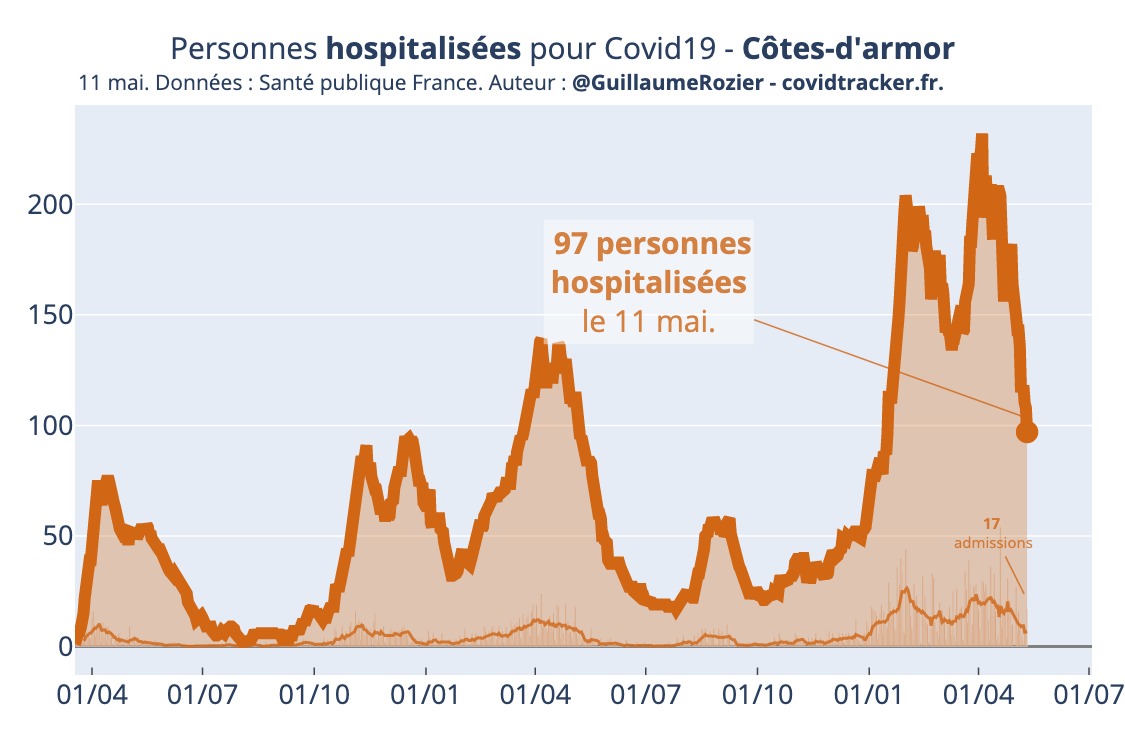 Personnes hospitalisées pour Covid19 - Côtes-d'armor
11 mai. Données : Santé publique France. Auteur : @GuillaumeRozier - covidtracker.fr.
200
150
100
50
0
97 personnes
hospitalisées
le 11 mai.
17
admissions
01/04 01/07 01/10 01/01 01/04 01/07 01/10 01/01 01/04 01/07